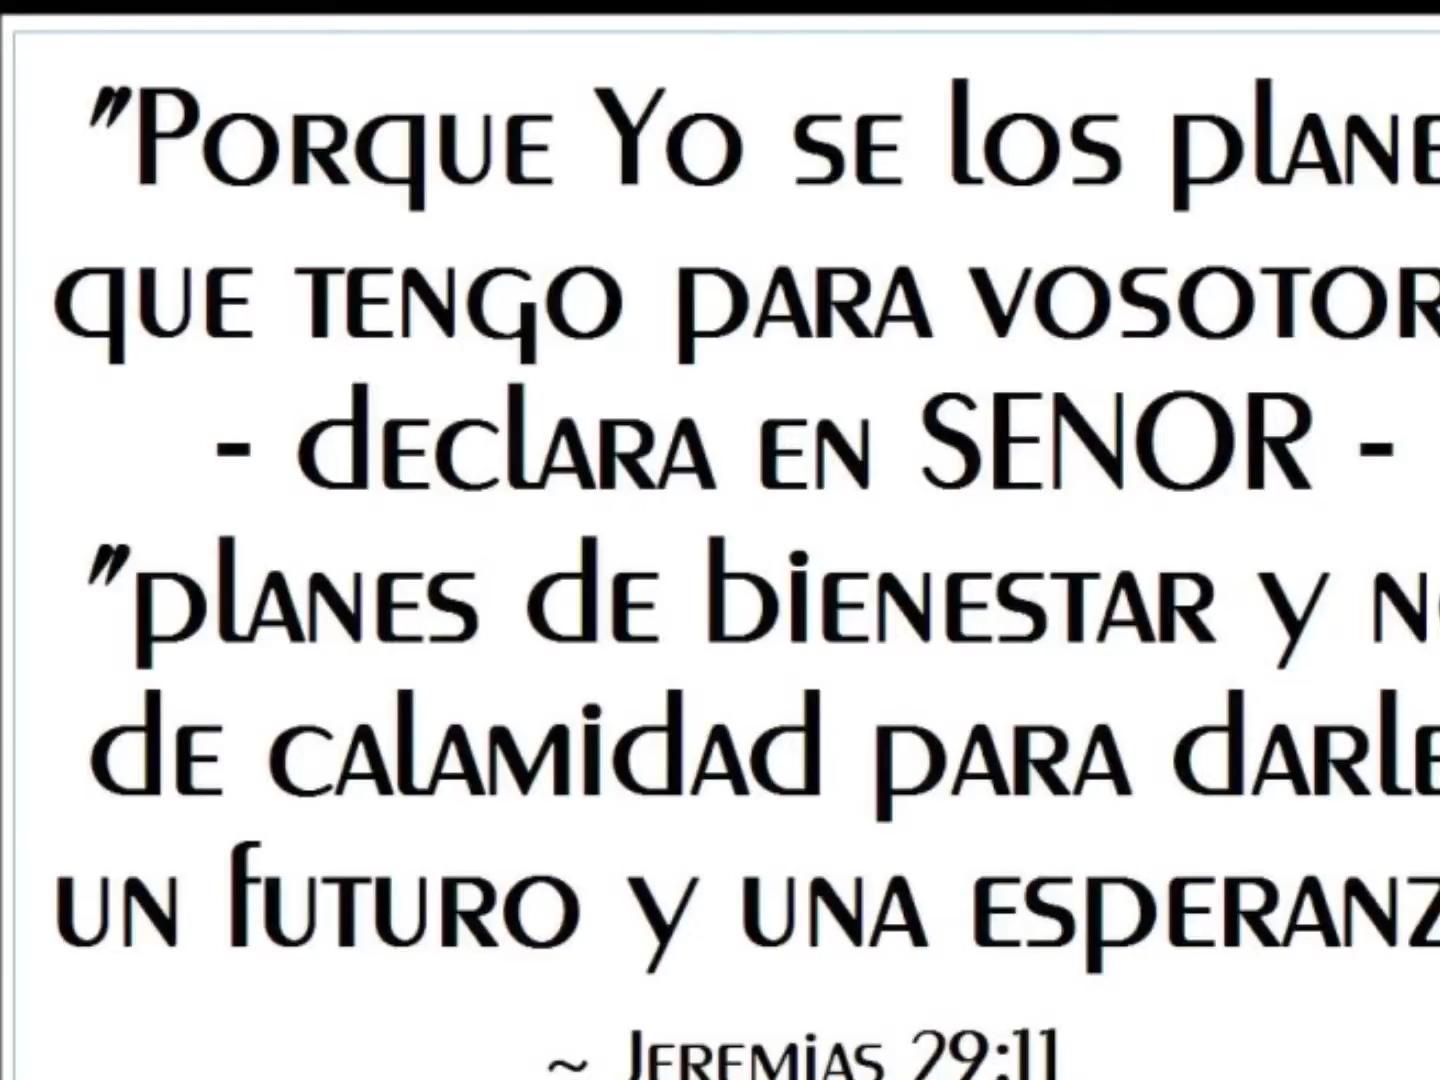 "Porque Yo se los plane
que tengo para vosotor
- declara en SENOR -
"planes de bienestar y no
de calamidad para darle
un futuro y una esperanz
~ Jeremias 29:11